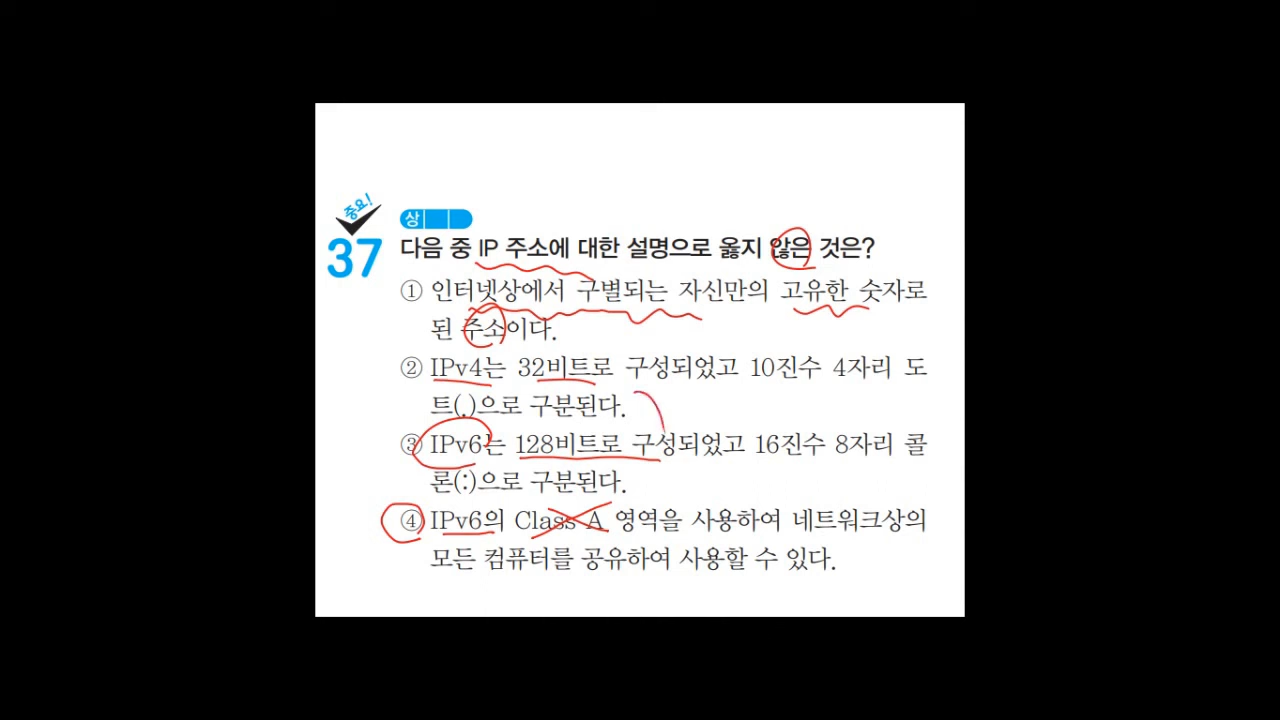 중요!
상
37
다음 중 IP 주소에 대한 설명으로 옳지 않은 것은?
① 인터넷상에서 구별되는 자신만의 고유한 숫자로
된 주소이다.
② IPv4는 32비트로 구성되었고 10진수 4자리 도
트(.)으로 구분된다.
③ IPv6는 128비트로 구성되었고 16진수 8자리 콜
론(:)으로 구분된다.
④ IPv6의 Class A 영역을 사용하여 네트워크상의
모든 컴퓨터를 공유하여 사용할 수 있다.